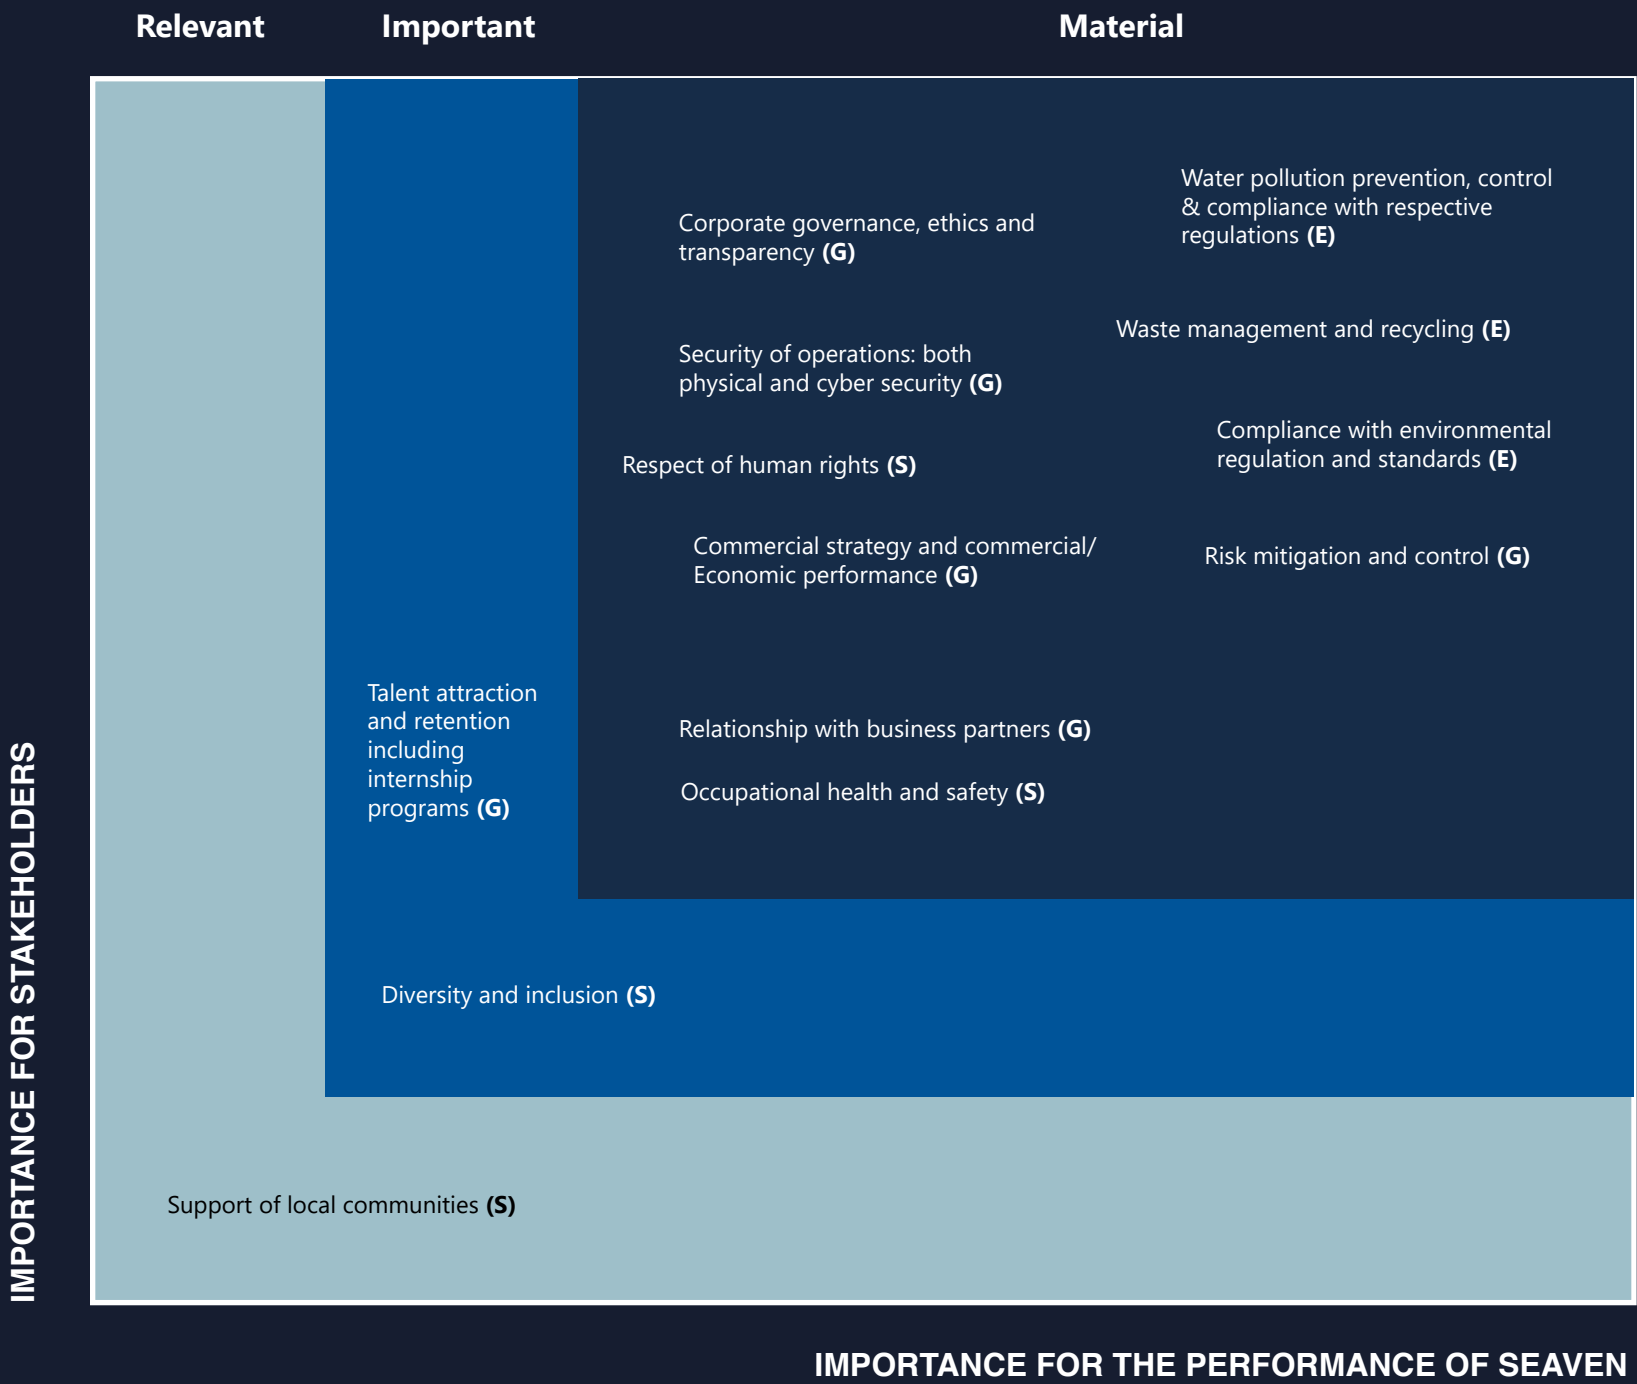 Relevant
Important
Material
Water pollution prevention, control
& compliance with respective
regulations (E)
Corporate governance, ethics and
transparency (G)
Waste management and recycling (E)
Security of operations: both
physical and cyber security (G)
Compliance with environmental
regulation and standards (E)
Respect of human rights (S)
Commercial strategy and commercial/
Economic performance (G)
Risk mitigation and control (G)
Talent attraction
and retention
including
internship
programs (G)
Relationship with business partners (G)
Occupational health and safety (S)
Diversity and inclusion (S)
Support of local communities (S)
IMPORTANCE FOR STAKEHOLDERS
IMPORTANCE FOR THE PERFORMANCE OF SEAVEN